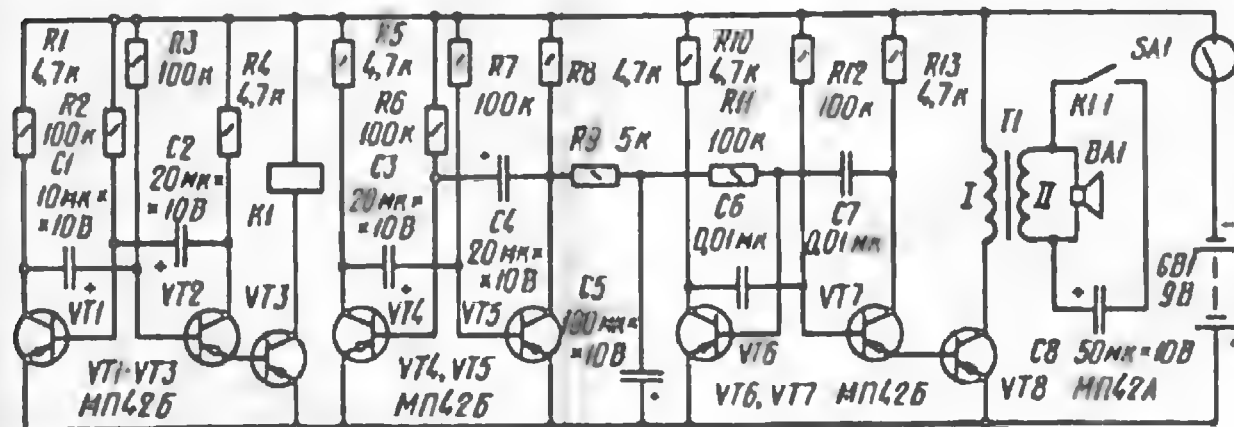 R1
4,7к
R2
100к
C1
10мк×
×10В
R3
100к
C2
20мк×
×10В
R4
4,7к
К1
VT1
VT2
VT3
VT1-VT3
МП42Б
R5
4,7к
R6
100к
C3
20мк×
×10В
R7
100к
C4
20мк×
×10В
R8 4,7к
R9 5к
VT4
VT5
VT4, VT5
МП42Б
C5
100мк×
×10В
R10
4,7к
R11
100к
C6
0,01мк
R12
100к
C7
0,01мк
R13
4,7к
VT6
VT7
VT6, VT7 МП42Б
VT8
МП42А
T1
I
II
К1.1
BA1
C8 50мк×10В
SA1
GB1
9В